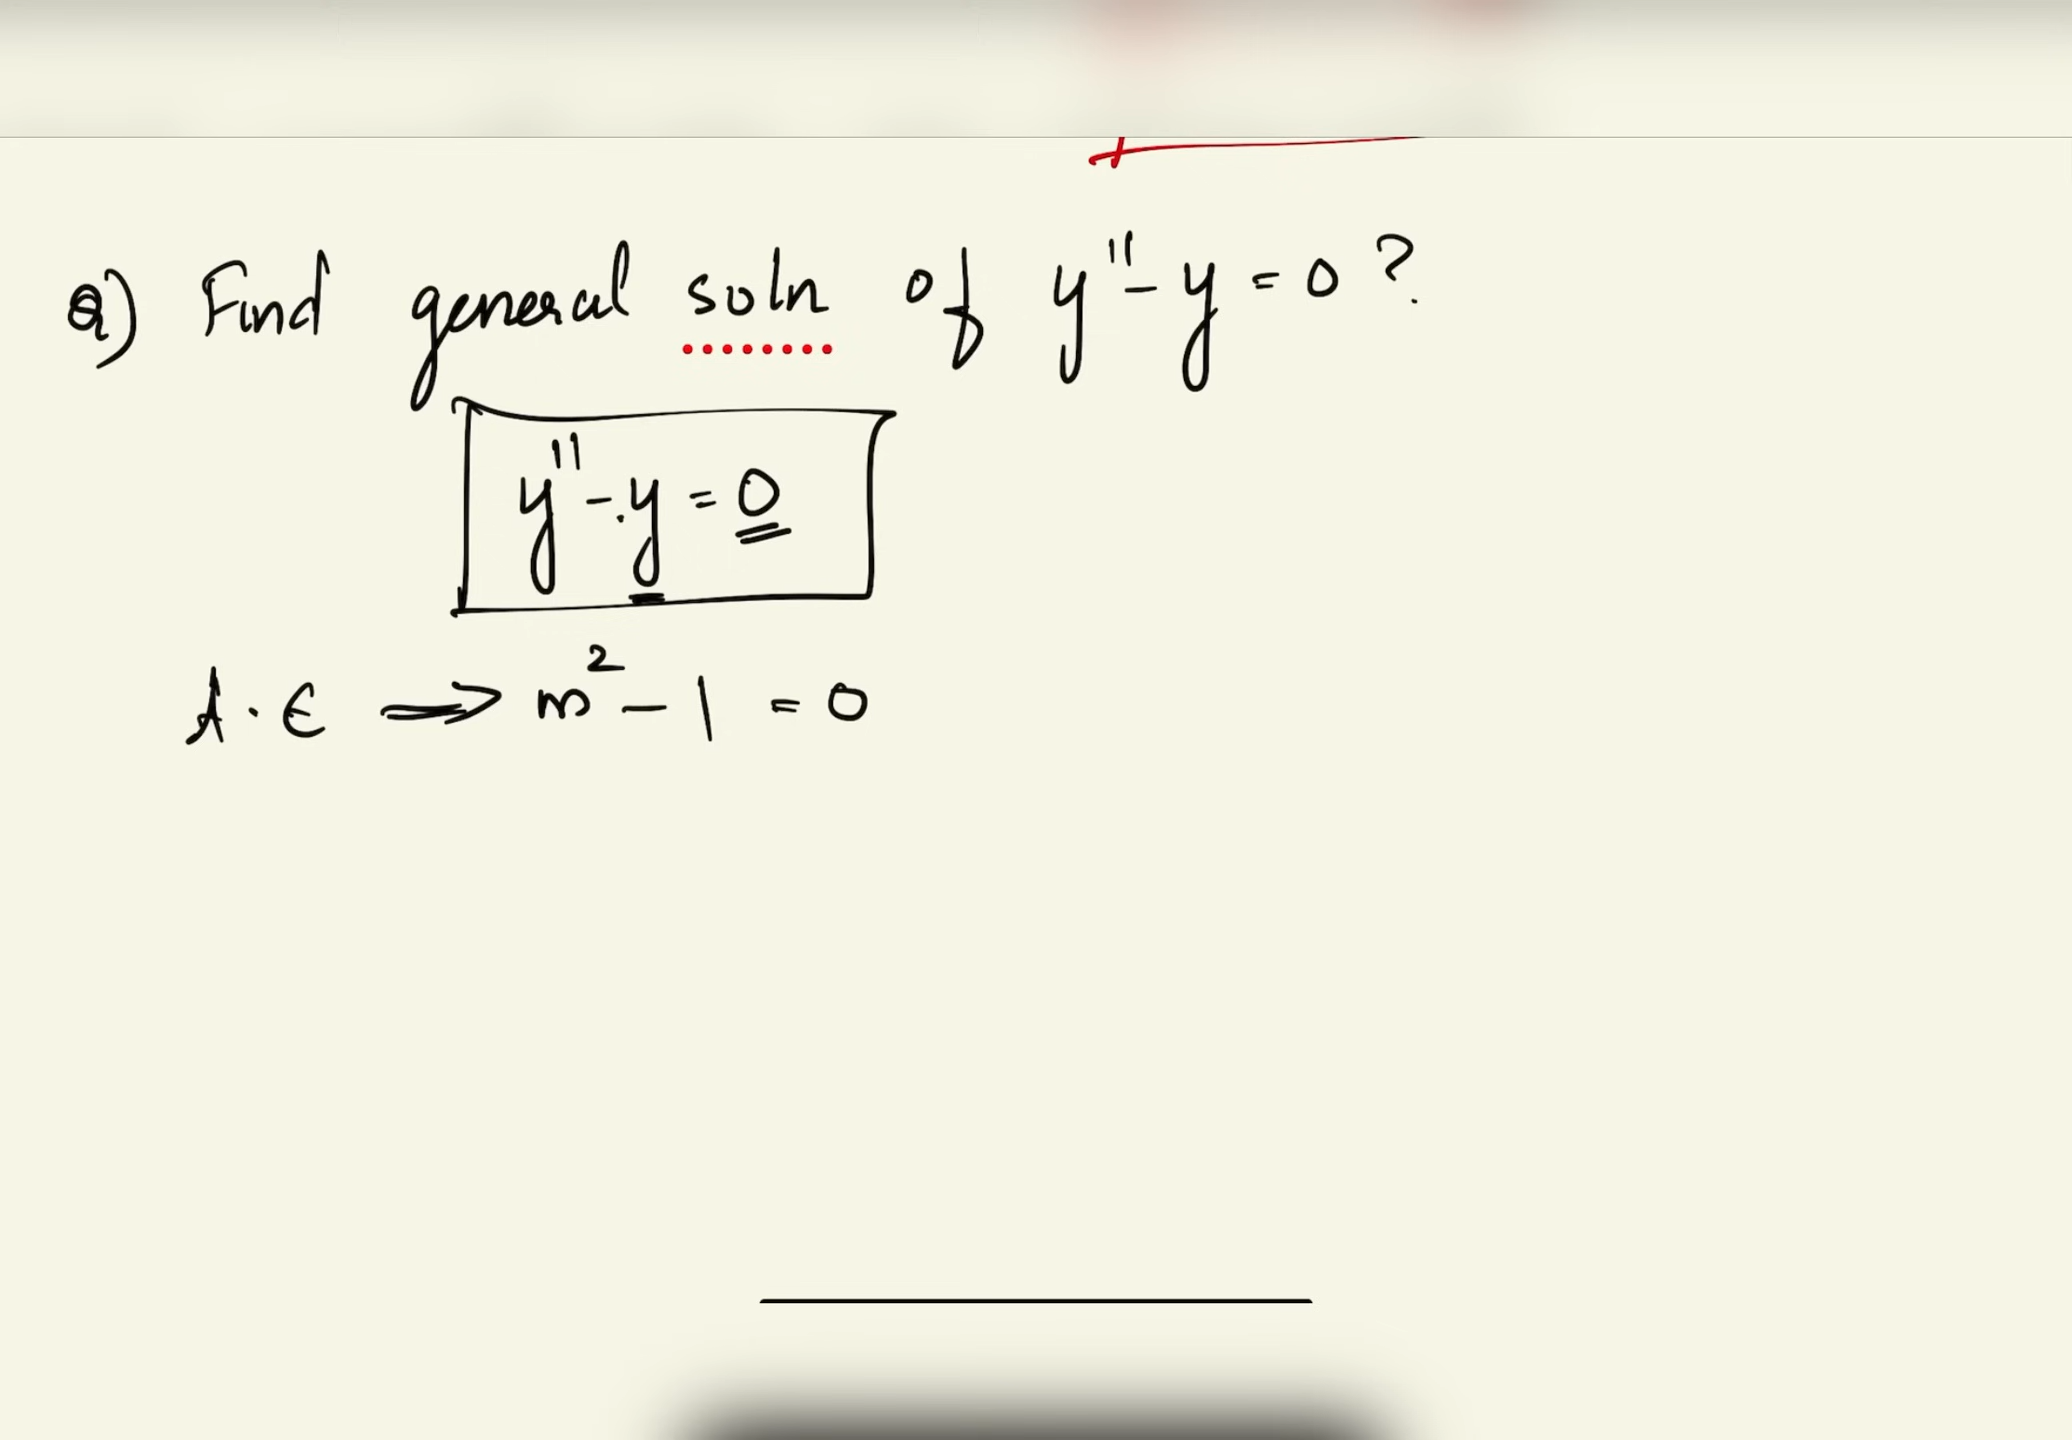 Q) Find general soln of y'' - y = 0 ?
y'' - y = 0
A.E ⟹ m² - 1 = 0